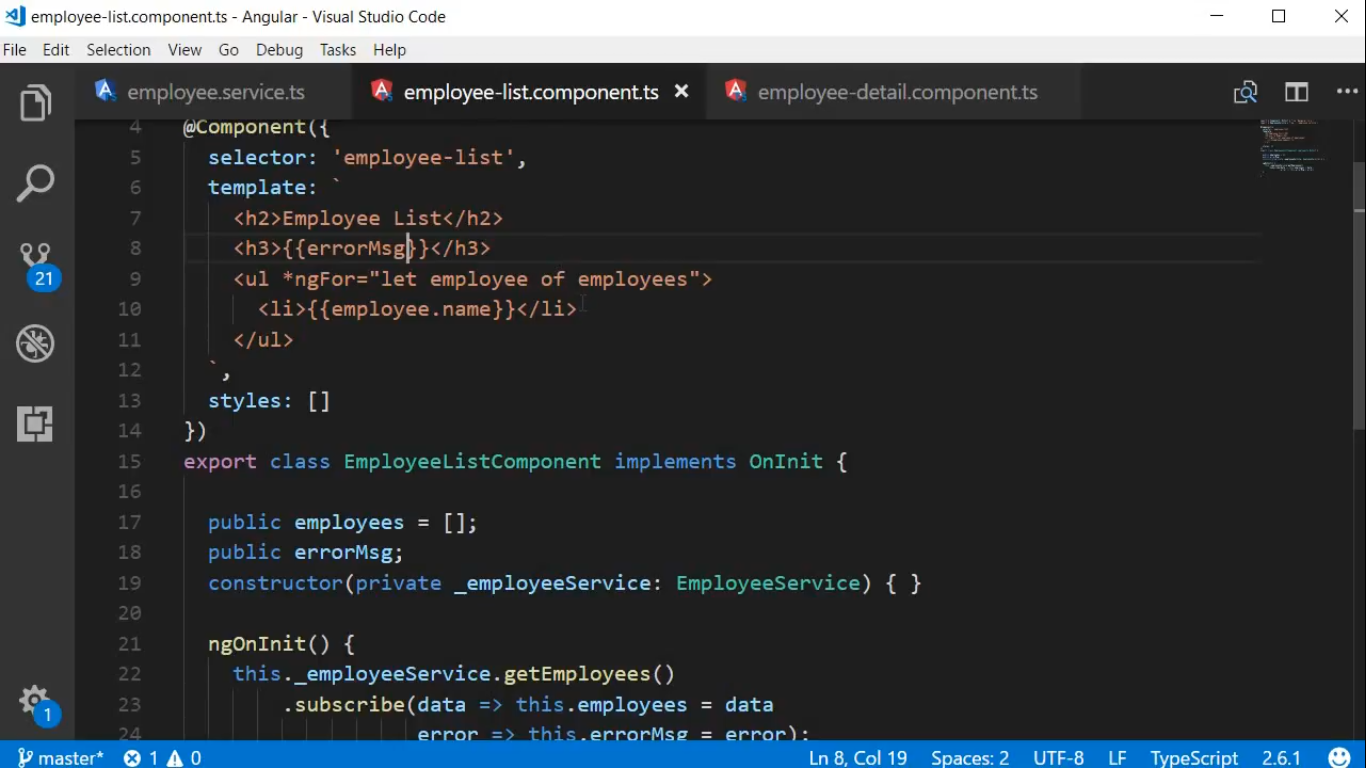 employee-list.component.ts - Angular - Visual Studio Code
File Edit Selection View Go Debug Tasks Help
employee.service.ts employee-list.component.ts employee-detail.component.ts
4 @Component({
5 selector: 'employee-list',
6 template: `
7 <h2>Employee List</h2>
8 <h3>{{errorMsg}}</h3>
9 <ul *ngFor="let employee of employees">
10 <li>{{employee.name}}</li>
11 </ul>
12 `,
13 styles: []
14 })
15 export class EmployeeListComponent implements OnInit {
16
17 public employees = [];
18 public errorMsg;
19 constructor(private _employeeService: EmployeeService) { }
20
21 ngOnInit() {
22 this._employeeService.getEmployees()
23 .subscribe(data => this.employees = data
24 error => this.errorMsg = error);
21
1
master* 1 0 Ln 8, Col 19 Spaces: 2 UTF-8 LF TypeScript 2.6.1